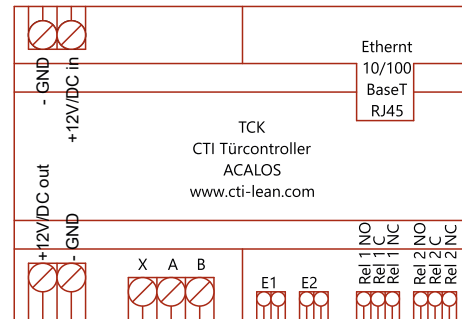 - GND
+12V/DC in
Ethernt
10/100
BaseT
RJ45
TCK
CTI Türcontroller
ACALOS
www.cti-lean.com
+12V/DC out
- GND
X A B
E1 E2
Rel 1 NO
Rel 1 C
Rel 1 NC
Rel 2 NO
Rel 2 C
Rel 2 NC